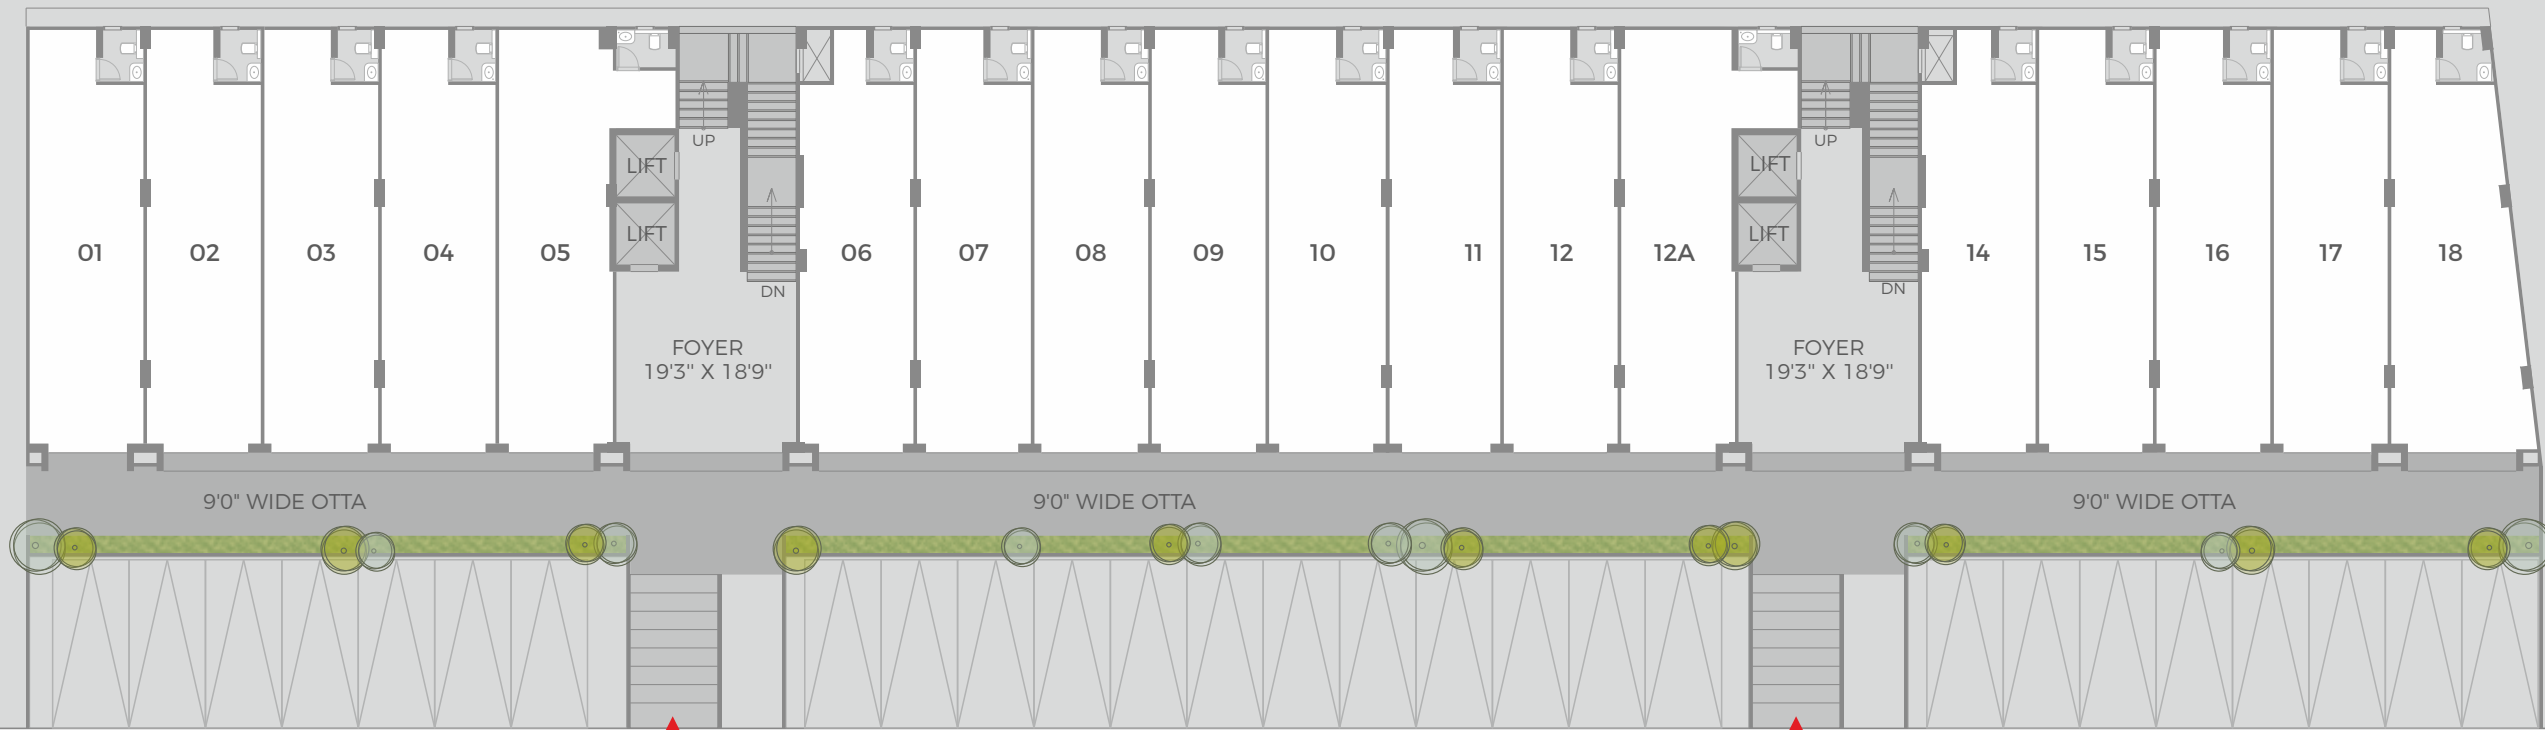 UP
UP
LIFT
LIFT
LIFT
LIFT
01
02
03
04
05
06
07
08
09
10
11
12
12A
14
15
16
17
18
DN
DN
FOYER
19'3" X 18'9"
FOYER
19'3" X 18'9"
9'0" WIDE OTTA
9'0" WIDE OTTA
9'0" WIDE OTTA